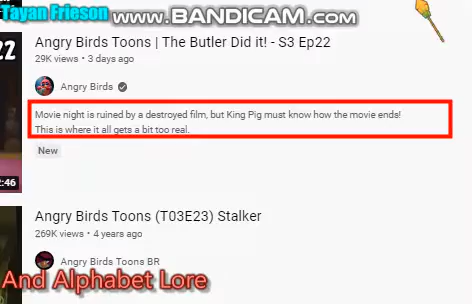 Tayan Frieson
www.BANDICAM.com
22
Angry Birds Toons | The Butler Did it! - S3 Ep22
29K views • 3 days ago
Angry Birds
Movie night is ruined by a destroyed film, but King Pig must know how the movie ends!
This is where it all gets a bit too real.
New
2:46
Angry Birds Toons (T03E23) Stalker
269K views • 4 years ago
Angry Birds Toons BR
And Alphabet Lore